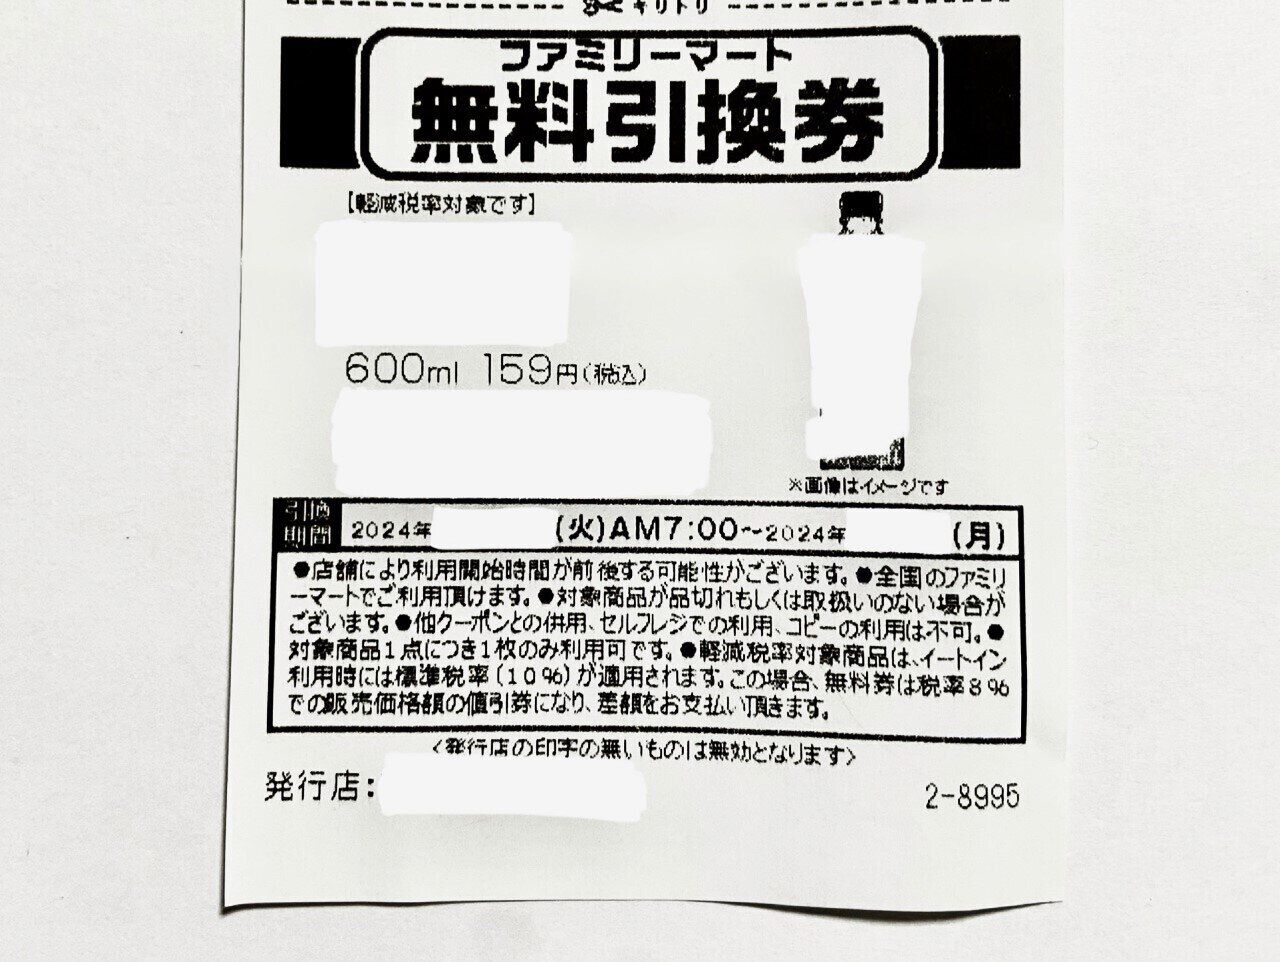 キリトリ
ファミリーマート
無料引換券
【軽減税率対象です】
600ml 159円(税込)
※画像はイメージです
引換期間
2024年 (火)AM7:00〜2024年 (月)
●店舗により利用開始時間が前後する可能性がございます。●全国のファミリ
ーマートでご利用頂けます。●対象商品が品切れもしくは取扱いのない場合が
ございます。●他クーポンとの併用、セルフレジでの利用、コピーの利用は不可。●
対象商品1点につき1枚のみ利用可です。●軽減税率対象商品は、イートイン
利用時には標準税率(10%)が適用されます。この場合、無料券は税率8%
での販売価格額の値引券になり、差額をお支払い頂きます。
<発行店の印字の無いものは無効となります>
発行店:
2-8995